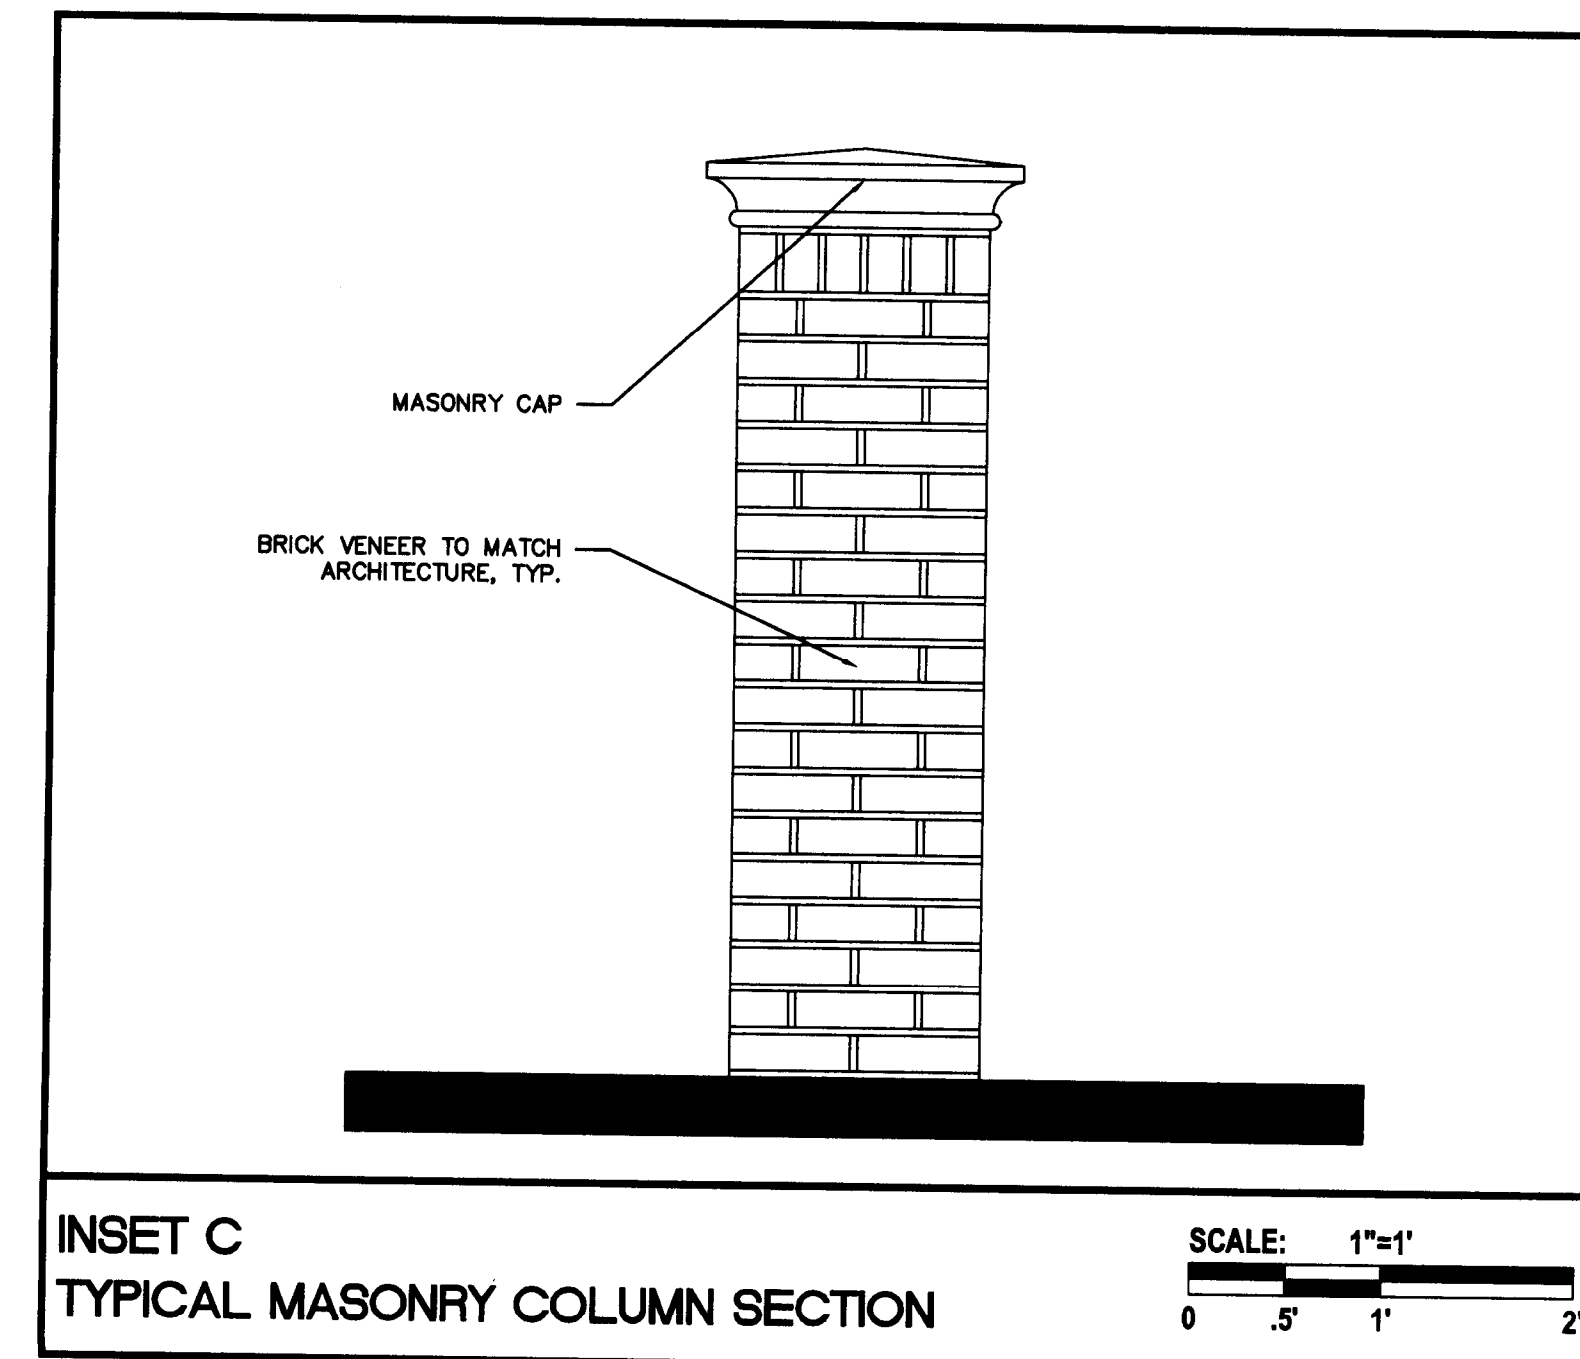 MASONRY CAP
BRICK VENEER TO MATCH
ARCHITECTURE, TYP.
INSET C
TYPICAL MASONRY COLUMN SECTION
SCALE: 1"=1'
0 .5' 1' 2'